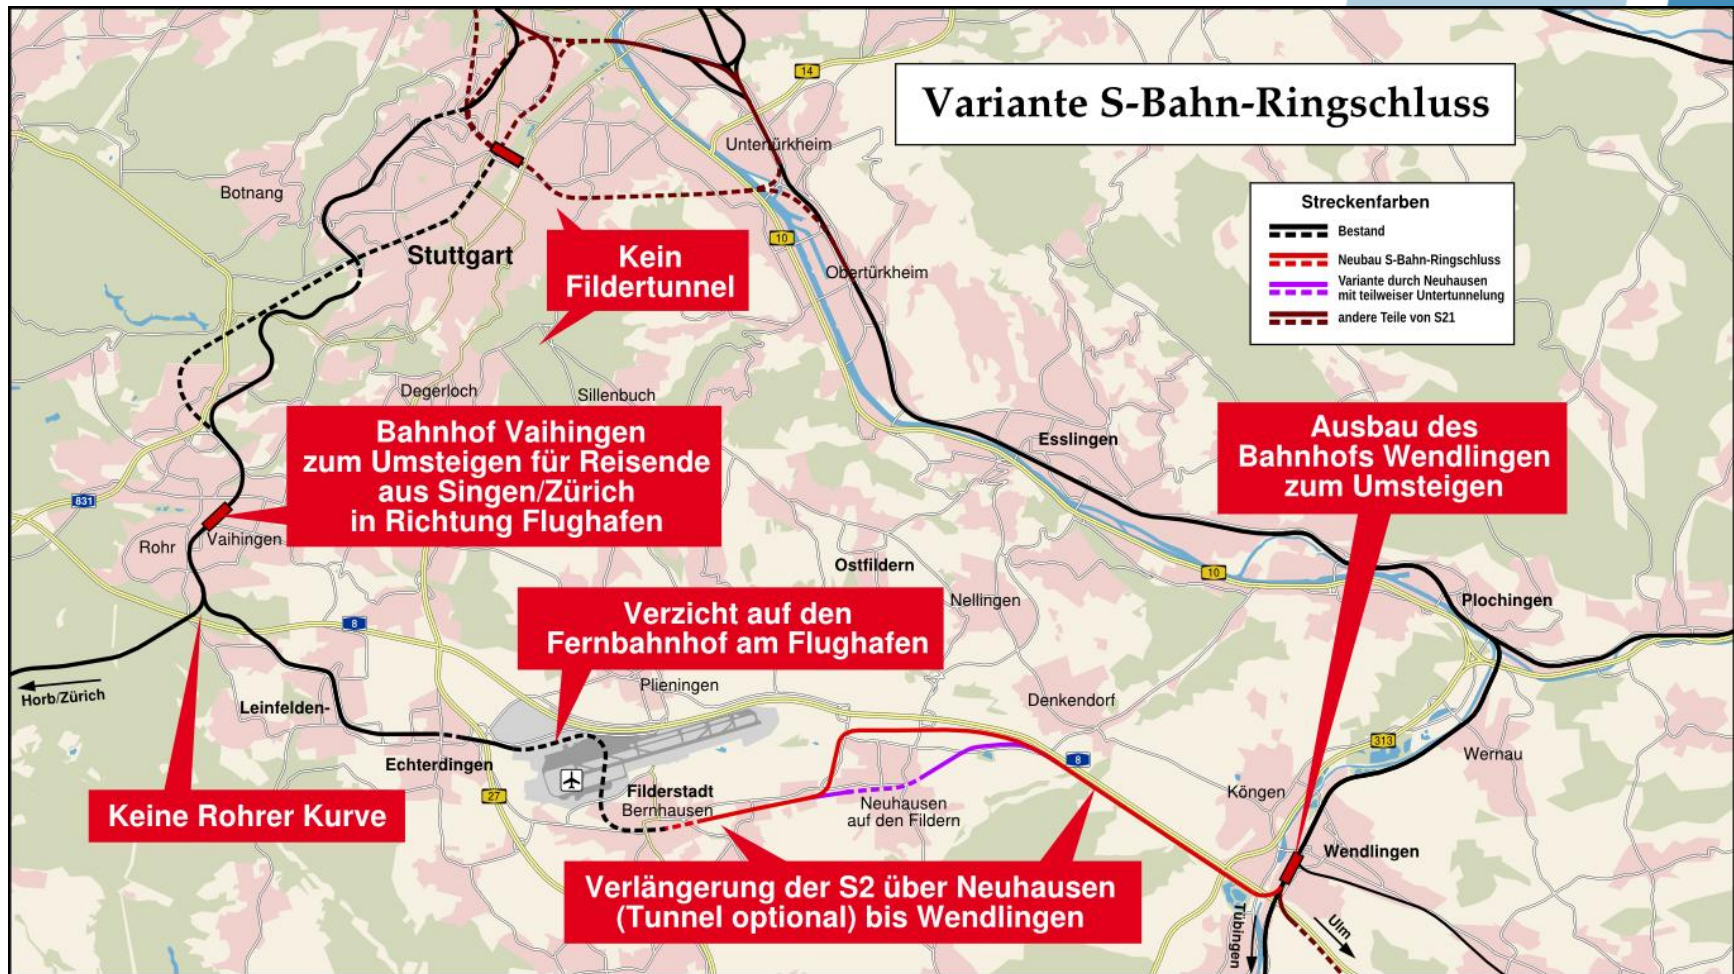 Variante S-Bahn-Ringschluss
Streckenfarben
Bestand
Neubau S-Bahn-Ringschluss
Variante durch Neuhausen
mit teilweiser Untertunnelung
andere Teile von S21
14
Untertürkheim
Botnang
Stuttgart
10
Kein
Fildertunnel
Obertürkheim
Degerloch
Sillenbuch
Bahnhof Vaihingen
zum Umsteigen für Reisende
aus Singen/Zürich
in Richtung Flughafen
Esslingen
Ausbau des
Bahnhofs Wendlingen
zum Umsteigen
831
Rohr
Vaihingen
Ostfildern
10
Nellingen
Plochingen
8
Verzicht auf den
Fernbahnhof am Flughafen
Horb/Zürich
Leinfelden-
Plieningen
Denkendorf
Echterdingen
8
313
Wernau
27
Filderstadt
Bernhausen
Neuhausen
auf den Fildern
Köngen
Keine Rohrer Kurve
Wendlingen
Verlängerung der S2 über Neuhausen
(Tunnel optional) bis Wendlingen
Tübingen
Ulm